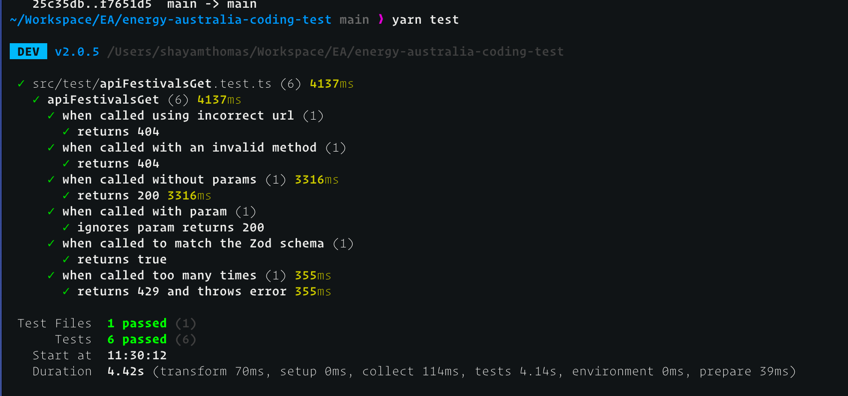 25c35db..f7651d5 main -> main
~/Workspace/EA/energy-australia-coding-test main ❯ yarn test
DEV v2.0.5 /Users/shayamthomas/Workspace/EA/energy-australia-coding-test
✓ src/test/apiFestivalsGet.test.ts (6) 4137ms
✓ apiFestivalsGet (6) 4137ms
✓ when called using incorrect url (1)
✓ returns 404
✓ when called with an invalid method (1)
✓ returns 404
✓ when called without params (1) 3316ms
✓ returns 200 3316ms
✓ when called with param (1)
✓ ignores param returns 200
✓ when called to match the Zod schema (1)
✓ returns true
✓ when called too many times (1) 355ms
✓ returns 429 and throws error 355ms
Test Files 1 passed (1)
Tests 6 passed (6)
Start at 11:30:12
Duration 4.42s (transform 70ms, setup 0ms, collect 114ms, tests 4.14s, environment 0ms, prepare 39ms)